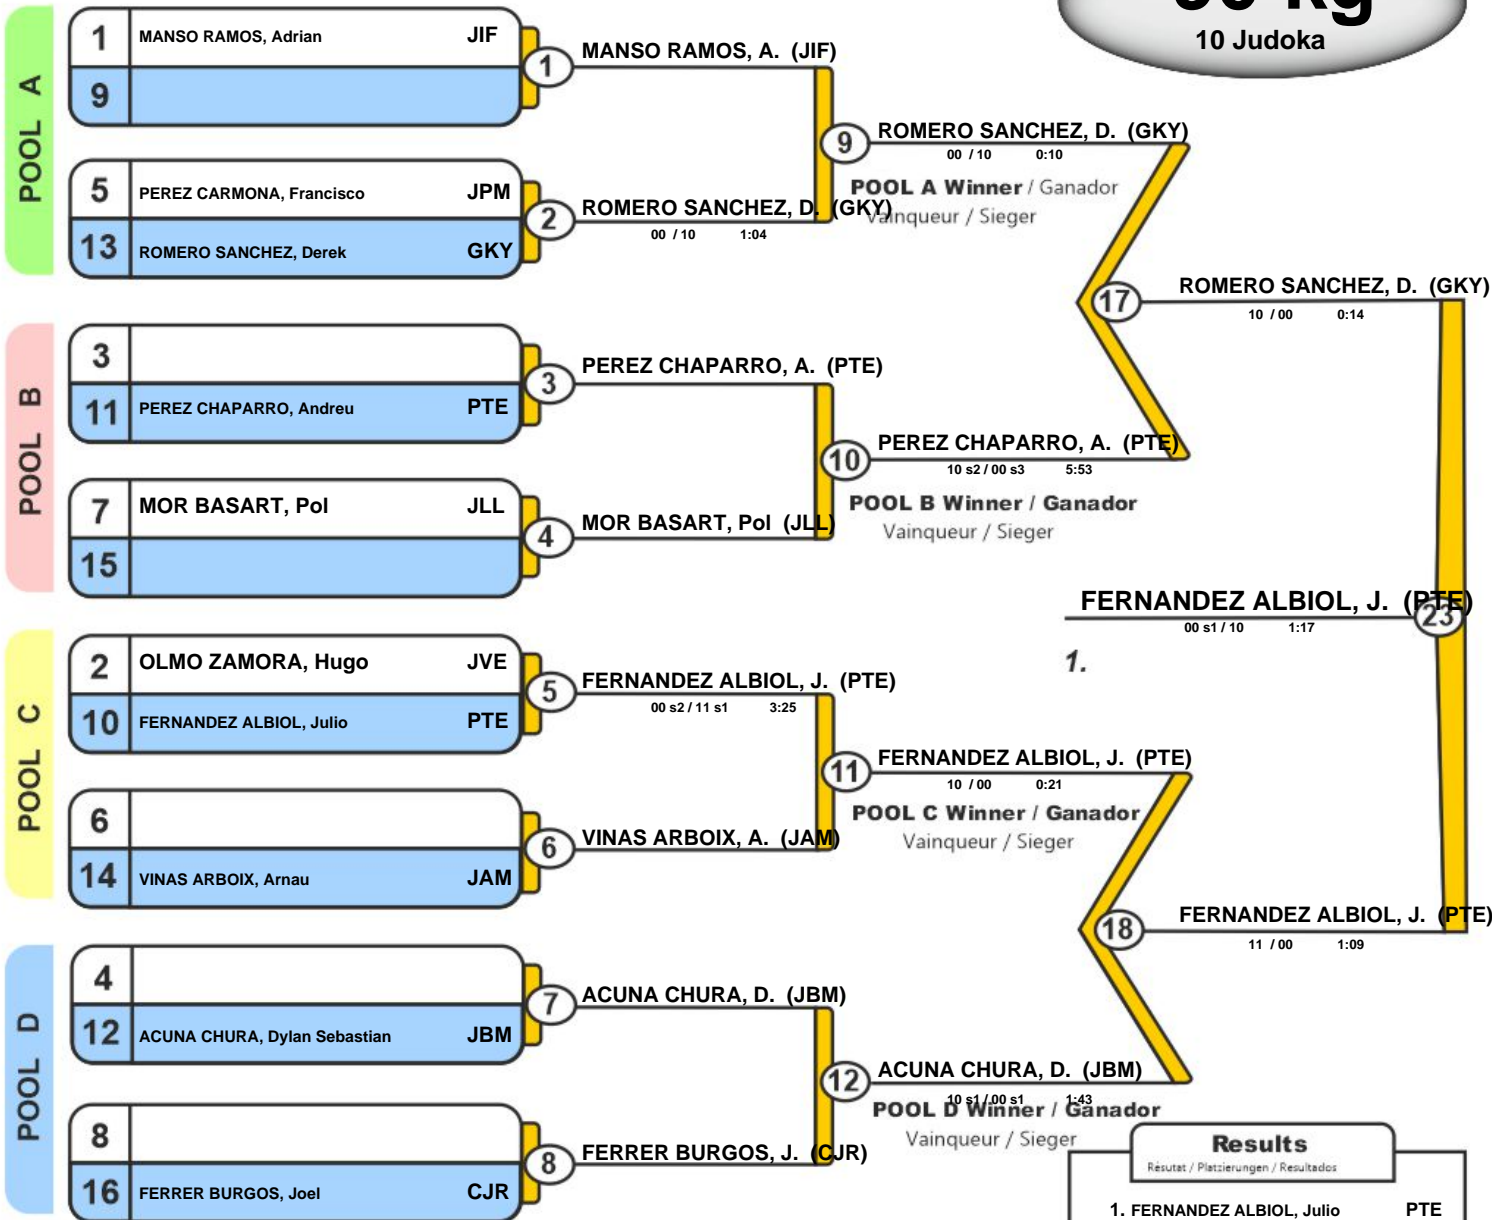 10 Judoka
POOL A
1 MANSO RAMOS, Adrian JIF
9
5 PEREZ CARMONA, Francisco JPM
13 ROMERO SANCHEZ, Derek GKY
1 MANSO RAMOS, A. (JIF)
2 ROMERO SANCHEZ, D. (GKY)
00 / 10 1:04
9 ROMERO SANCHEZ, D. (GKY)
00 / 10 0:10
POOL A Winner / Ganador
Vainqueur / Sieger
POOL B
3
11 PEREZ CHAPARRO, Andreu PTE
7 MOR BASART, Pol JLL
15
3 PEREZ CHAPARRO, A. (PTE)
4 MOR BASART, Pol (JLL)
10 PEREZ CHAPARRO, A. (PTE)
10 s2 / 00 s3 5:53
POOL B Winner / Ganador
Vainqueur / Sieger
17 ROMERO SANCHEZ, D. (GKY)
10 / 00 0:14
FERNANDEZ ALBIOL, J. (PTE)
23
00 s1 / 10 1:17
1.
POOL C
2 OLMO ZAMORA, Hugo JVE
10 FERNANDEZ ALBIOL, Julio PTE
6
14 VINAS ARBOIX, Arnau JAM
5 FERNANDEZ ALBIOL, J. (PTE)
00 s2 / 11 s1 3:25
6 VINAS ARBOIX, A. (JAM)
11 FERNANDEZ ALBIOL, J. (PTE)
10 / 00 0:21
POOL C Winner / Ganador
Vainqueur / Sieger
18 FERNANDEZ ALBIOL, J. (PTE)
11 / 00 1:09
POOL D
4
12 ACUNA CHURA, Dylan Sebastian JBM
8
16 FERRER BURGOS, Joel CJR
7 ACUNA CHURA, D. (JBM)
8 FERRER BURGOS, J. (CJR)
12 ACUNA CHURA, D. (JBM)
10 s1 / 00 s1 1:43
POOL D Winner / Ganador
Vainqueur / Sieger
Results
Résutat / Platzierungen / Resultados
1. FERNANDEZ ALBIOL, Julio PTE